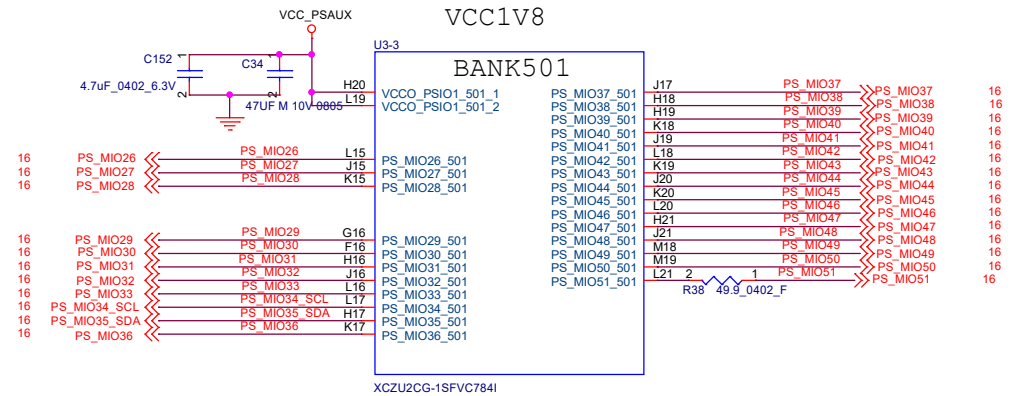 VCC_PSAUX
VCC1V8
U3-3
BANK501
C152
1
4.7uF_0402_6.3V
2
C34
1
47UF M 10V 0805
2
H20 VCCO_PSIO1_501_1
L19 VCCO_PSIO1_501_2
16 PS_MIO26 PS_MIO26 L15 PS_MIO26_501
16 PS_MIO27 PS_MIO27 J15 PS_MIO27_501
16 PS_MIO28 PS_MIO28 K15 PS_MIO28_501
16 PS_MIO29 PS_MIO29 G16 PS_MIO29_501
16 PS_MIO30 PS_MIO30 F16 PS_MIO30_501
16 PS_MIO31 PS_MIO31 H16 PS_MIO31_501
16 PS_MIO32 PS_MIO32 J16 PS_MIO32_501
16 PS_MIO33 PS_MIO33 L16 PS_MIO33_501
16 PS_MIO34_SCL PS_MIO34_SCL L17 PS_MIO34_501
16 PS_MIO35_SDA PS_MIO35_SDA H17 PS_MIO35_501
16 PS_MIO36 PS_MIO36 K17 PS_MIO36_501
PS_MIO37_501 J17 PS_MIO37 PS_MIO37 16
PS_MIO38_501 H18 PS_MIO38 PS_MIO38 16
PS_MIO39_501 H19 PS_MIO39 PS_MIO39 16
PS_MIO40_501 K18 PS_MIO40 PS_MIO40 16
PS_MIO41_501 J19 PS_MIO41 PS_MIO41 16
PS_MIO42_501 L18 PS_MIO42 PS_MIO42 16
PS_MIO43_501 K19 PS_MIO43 PS_MIO43 16
PS_MIO44_501 J20 PS_MIO44 PS_MIO44 16
PS_MIO45_501 K20 PS_MIO45 PS_MIO45 16
PS_MIO46_501 L20 PS_MIO46 PS_MIO46 16
PS_MIO47_501 H21 PS_MIO47 PS_MIO47 16
PS_MIO48_501 J21 PS_MIO48 PS_MIO48 16
PS_MIO49_501 M18 PS_MIO49 PS_MIO49 16
PS_MIO50_501 M19 PS_MIO50 PS_MIO50 16
PS_MIO51_501 L21 2 1 PS_MIO51 PS_MIO51 16
R38 49.9_0402_F
XCZU2CG-1SFVC784I